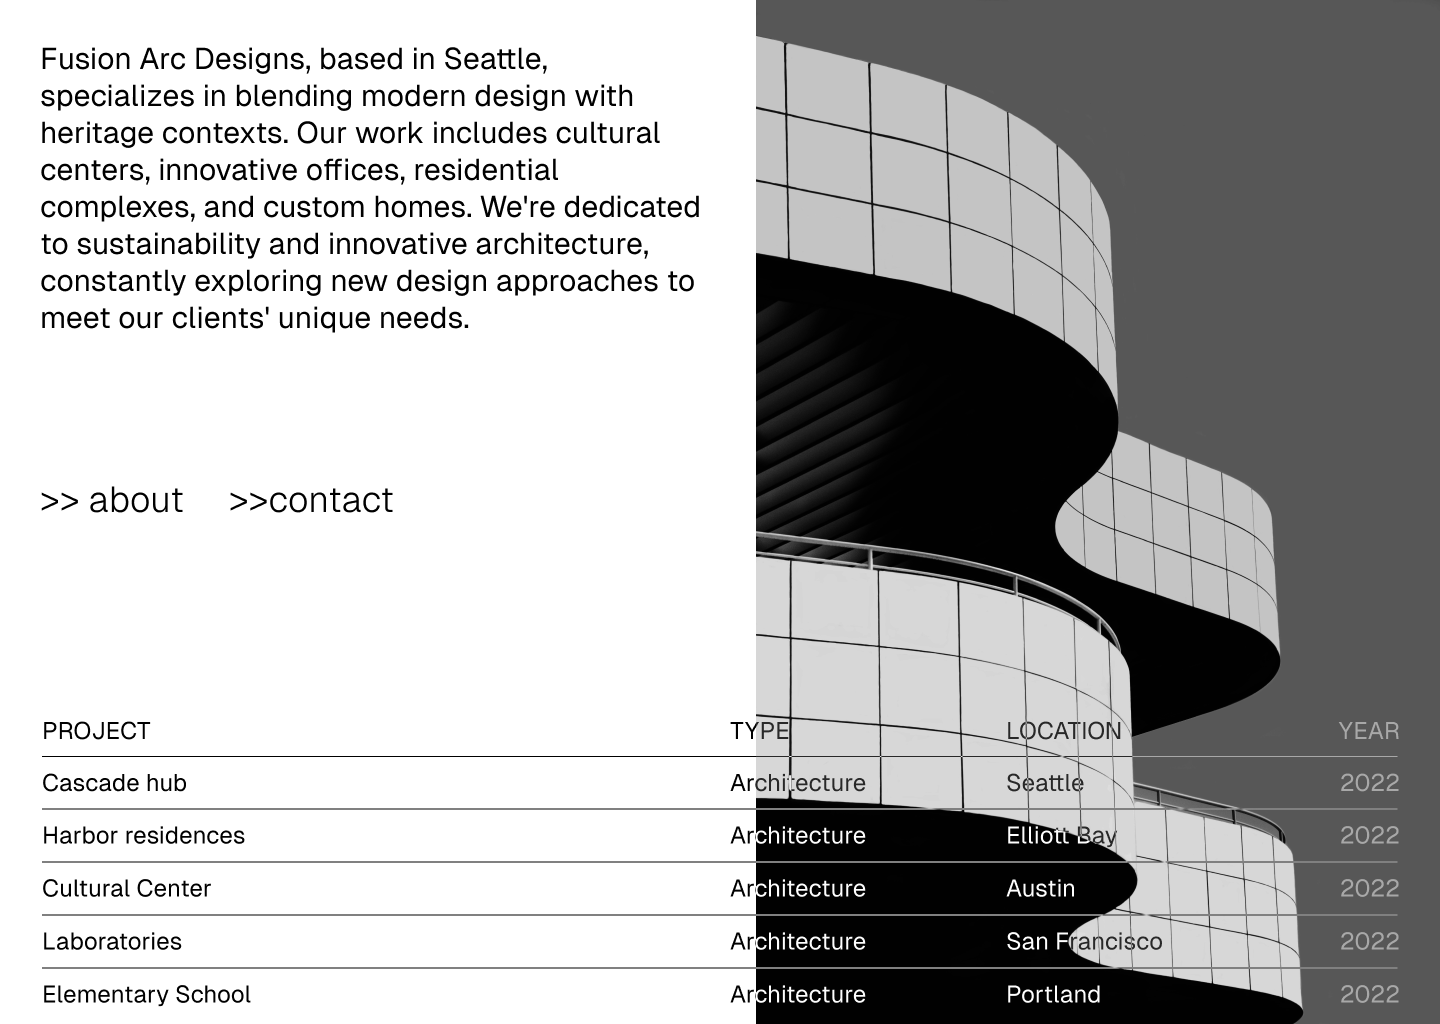 Fusion Arc Designs, based in Seattle,
specializes in blending modern design with
heritage contexts. Our work includes cultural
centers, innovative offices, residential
complexes, and custom homes. We're dedicated
to sustainability and innovative architecture,
constantly exploring new design approaches to
meet our clients' unique needs.
>> about >>contact
PROJECT TYPE LOCATION YEAR
Cascade hub Architecture Seattle 2022
Harbor residences Architecture Elliott Bay 2022
Cultural Center Architecture Austin 2022
Laboratories Architecture San Francisco 2022
Elementary School Architecture Portland 2022